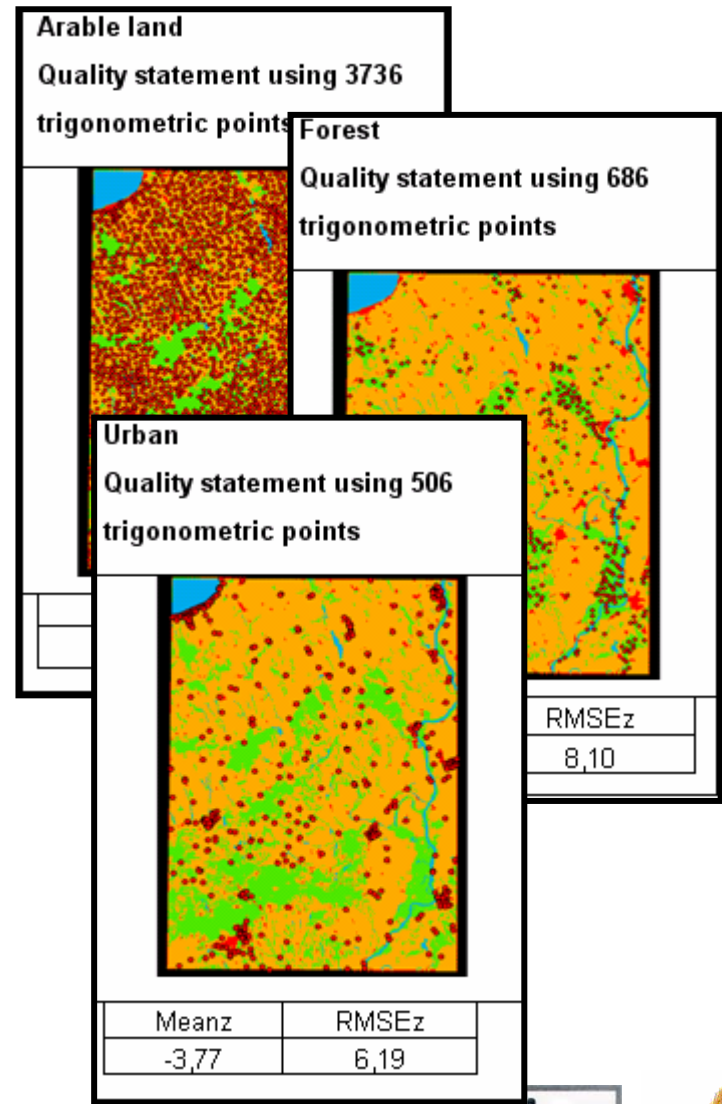 Arable land
Quality statement using 3736
trigonometric points
Forest
Quality statement using 686
trigonometric points
RMSEz
8,10
Urban
Quality statement using 506
trigonometric points
Meanz RMSEz
-3,77 6,19